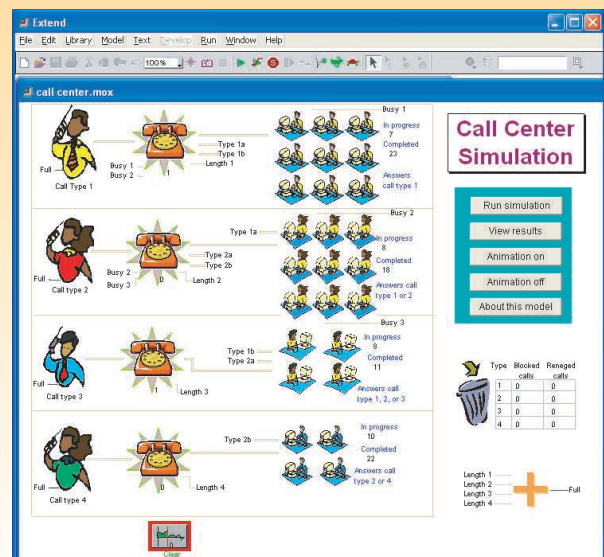 Extend
File Edit Library Model Text Develop Run Window Help
100%
call center.mox
Call Type 1
Full
Busy 1
Busy 2
1
Type 1a
Type 1b
Length 1
Busy 1
In progress
7
Completed
23
Answers
call type 1
Call type 2
Full
Type 1a
Busy 2
Busy 3
0
Type 2a
Type 2b
Length 2
Busy 2
In progress
8
Completed
18
Answers call
type 1 or 2
Call type 3
Full
1
Type 1b
Type 2a
Length 3
Busy 3
In progress
8
Completed
11
Answers call
type 1, 2, or 3
Call type 4
Full
0
Type 2b
Length 4
In progress
10
Completed
22
Answers call
type 2 or 4
Clear
Call Center
Simulation
Run simulation
View results
Animation on
Animation off
About this model
Type Blocked calls Reneged calls
1 0 0
2 0 0
3 0 0
4 0 0
Length 1
Length 2
Length 3
Length 4
Full